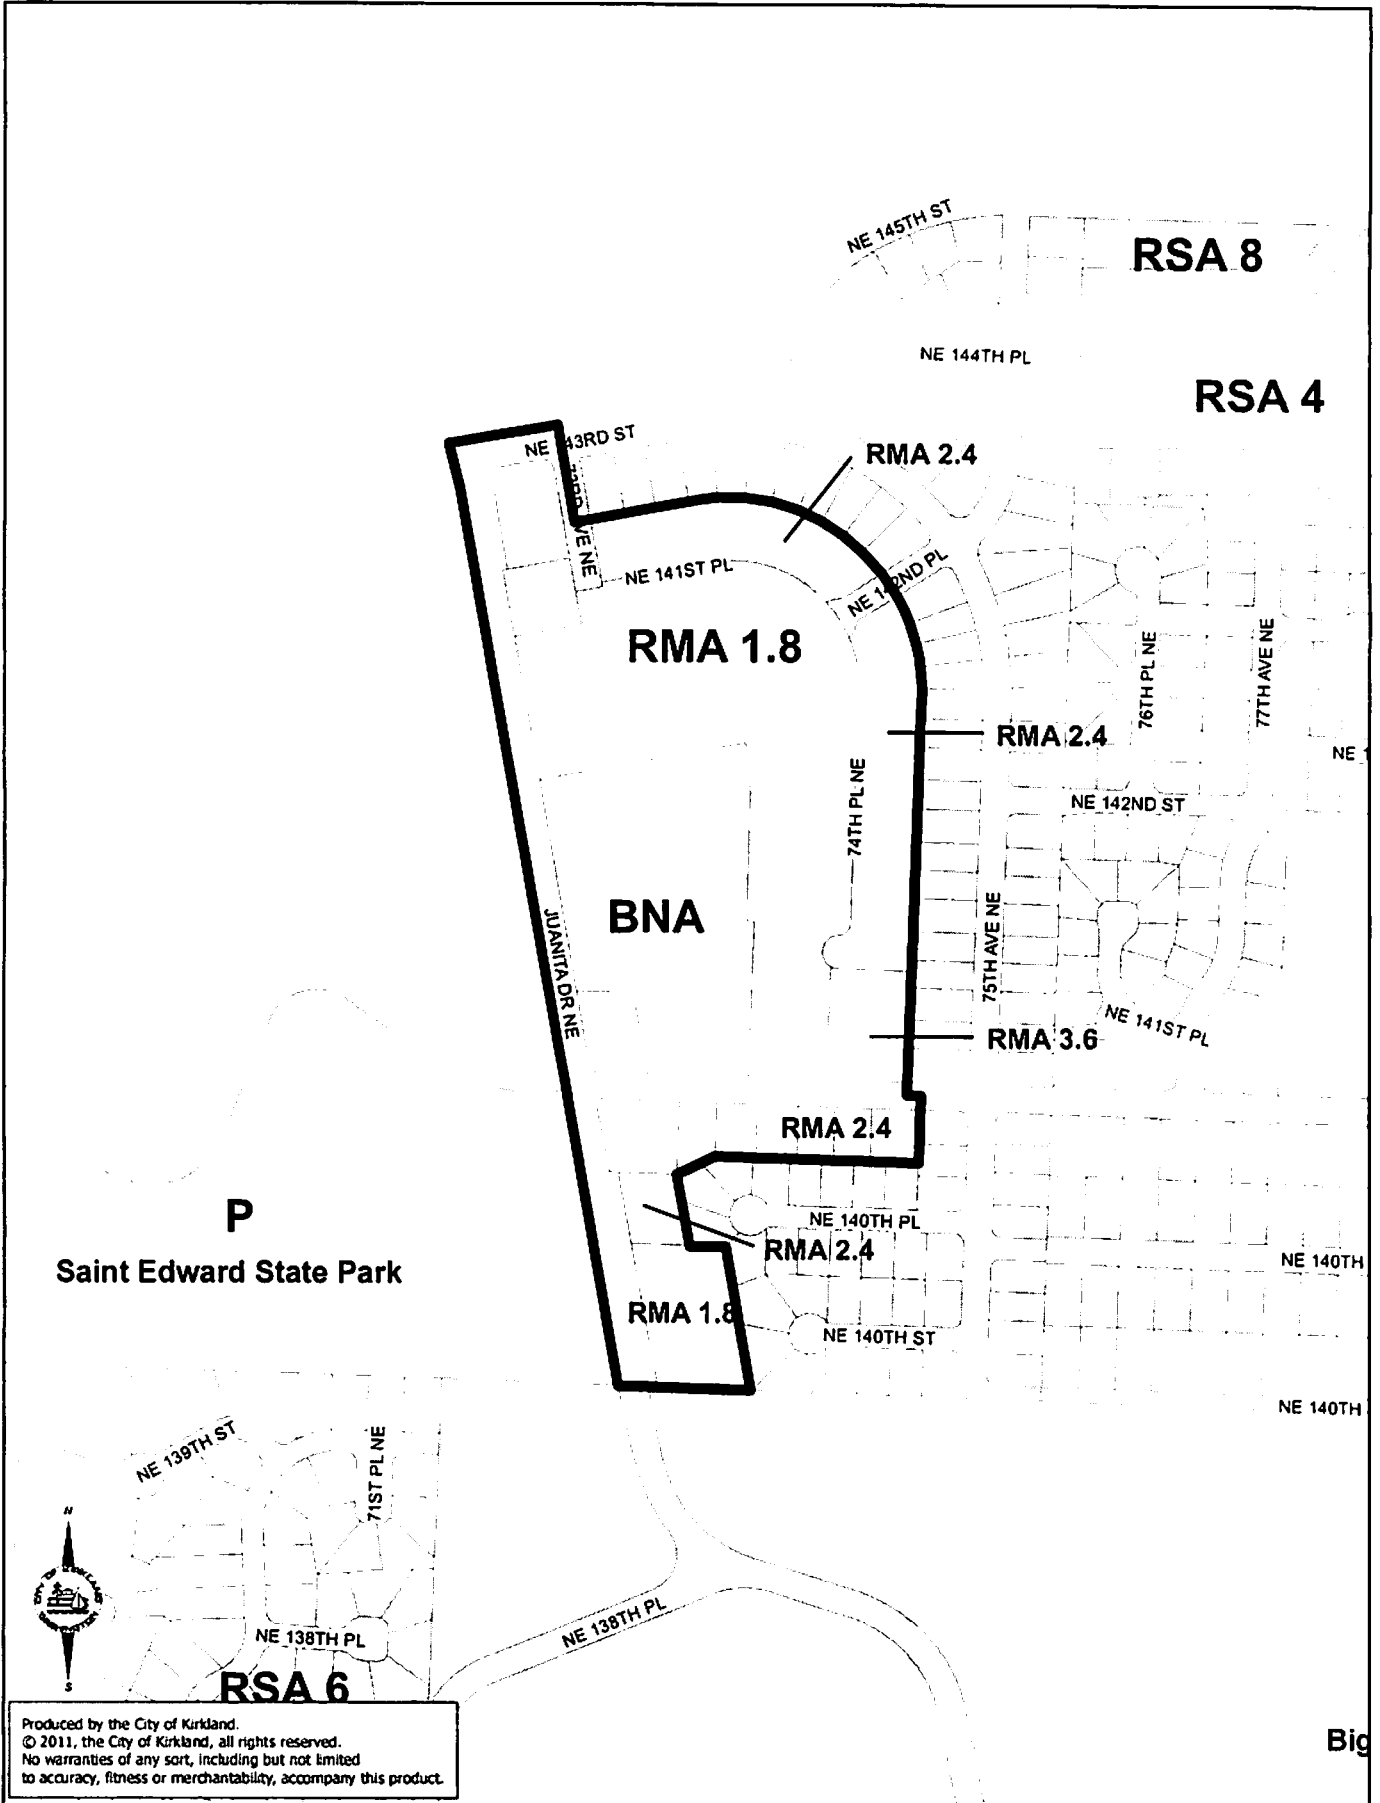 NE 145TH ST
RSA 8
NE 144TH PL
RSA 4
NE 143RD ST
RMA 2.4
73RD AVE NE
NE 141ST PL
NE 142ND PL
RMA 1.8
76TH PL NE
77TH AVE NE
RMA 2.4
NE 1
74TH PL NE
NE 142ND ST
BNA
JUANITA DR NE
75TH AVE NE
NE 141ST PL
RMA 3.6
RMA 2.4
P
Saint Edward State Park
NE 140TH PL
RMA 2.4
NE 140TH
RMA 1.8
NE 140TH ST
NE 140TH
NE 139TH ST
71ST PL NE
N
S
NE 138TH PL
NE 138TH PL
RSA 6
Produced by the City of Kirkland.
© 2011, the City of Kirkland, all rights reserved.
No warranties of any sort, including but not limited
to accuracy, fitness or merchantability, accompany this product.
Big